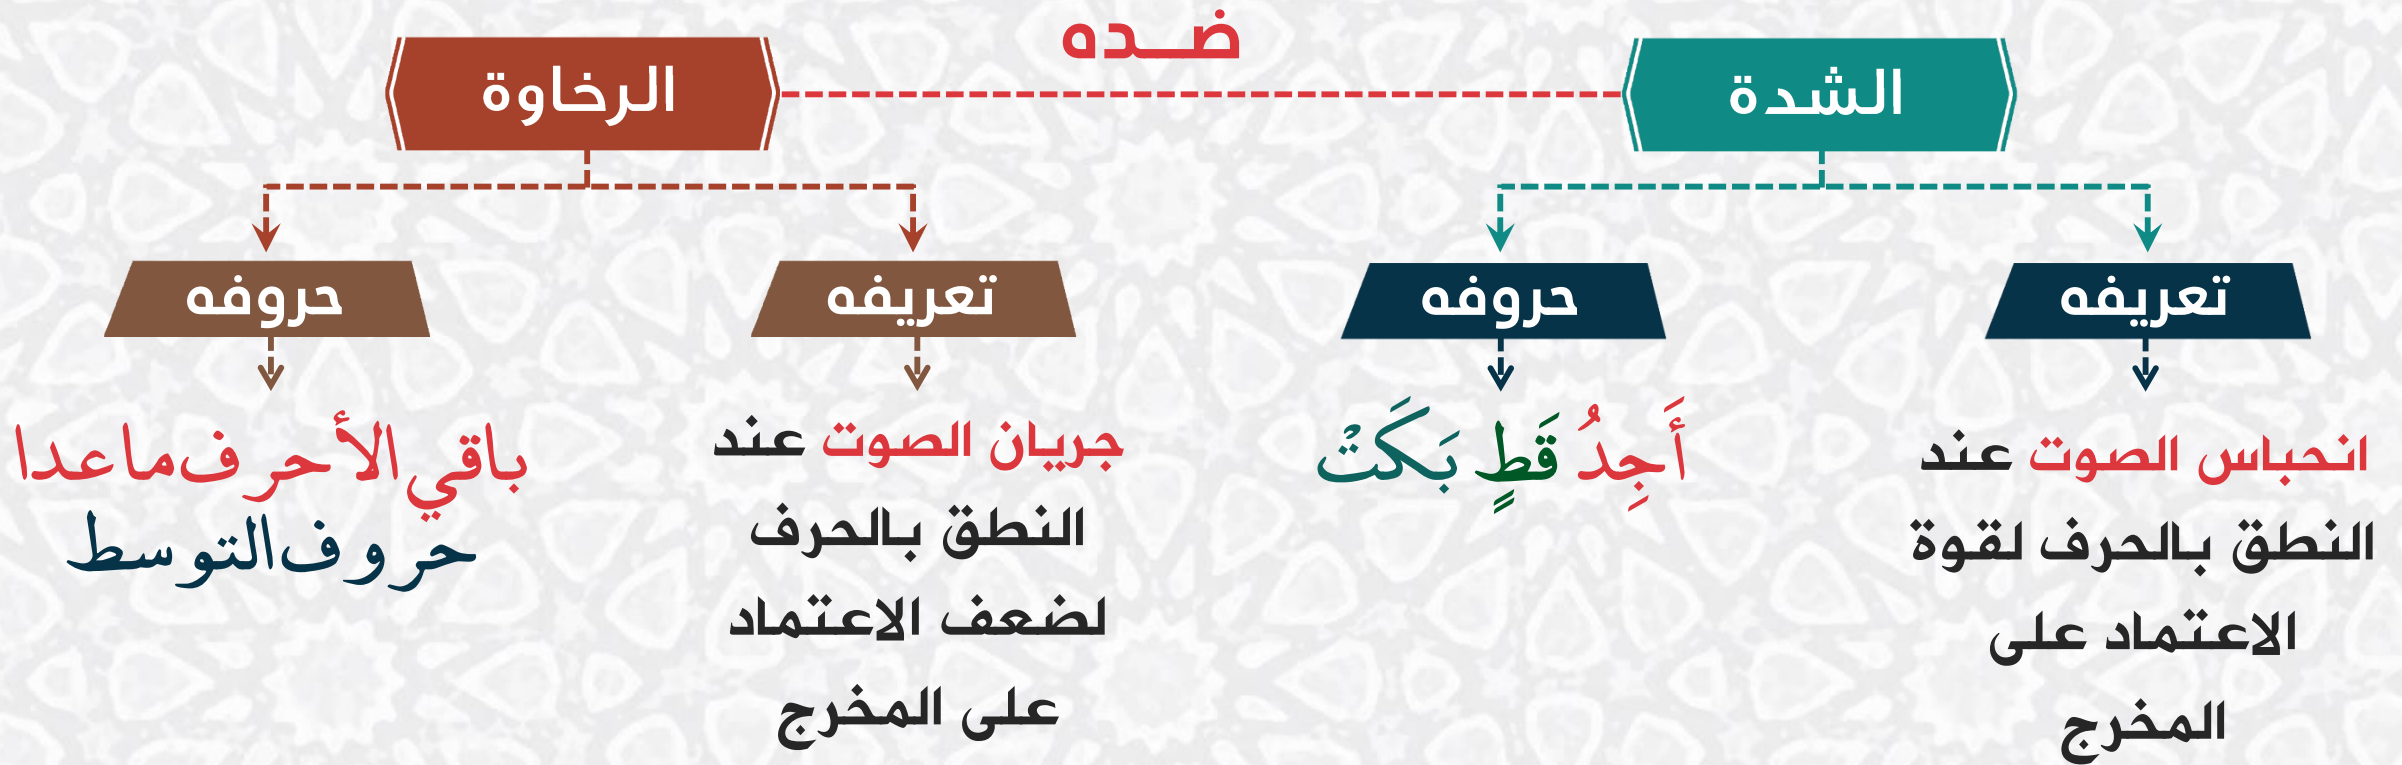 ضـــده
الشدة
الرخاوة
تعريفه
حروفه
تعريفه
حروفه
انحباس الصوت عند
النطق بالحرف لقوة
الاعتماد على
المخرج
أَجِدُ قَطٍ بَكَتْ
جريان الصوت عند
النطق بالحرف
لضعف الاعتماد
على المخرج
باقي الأحرف ماعدا
حروف التوسط